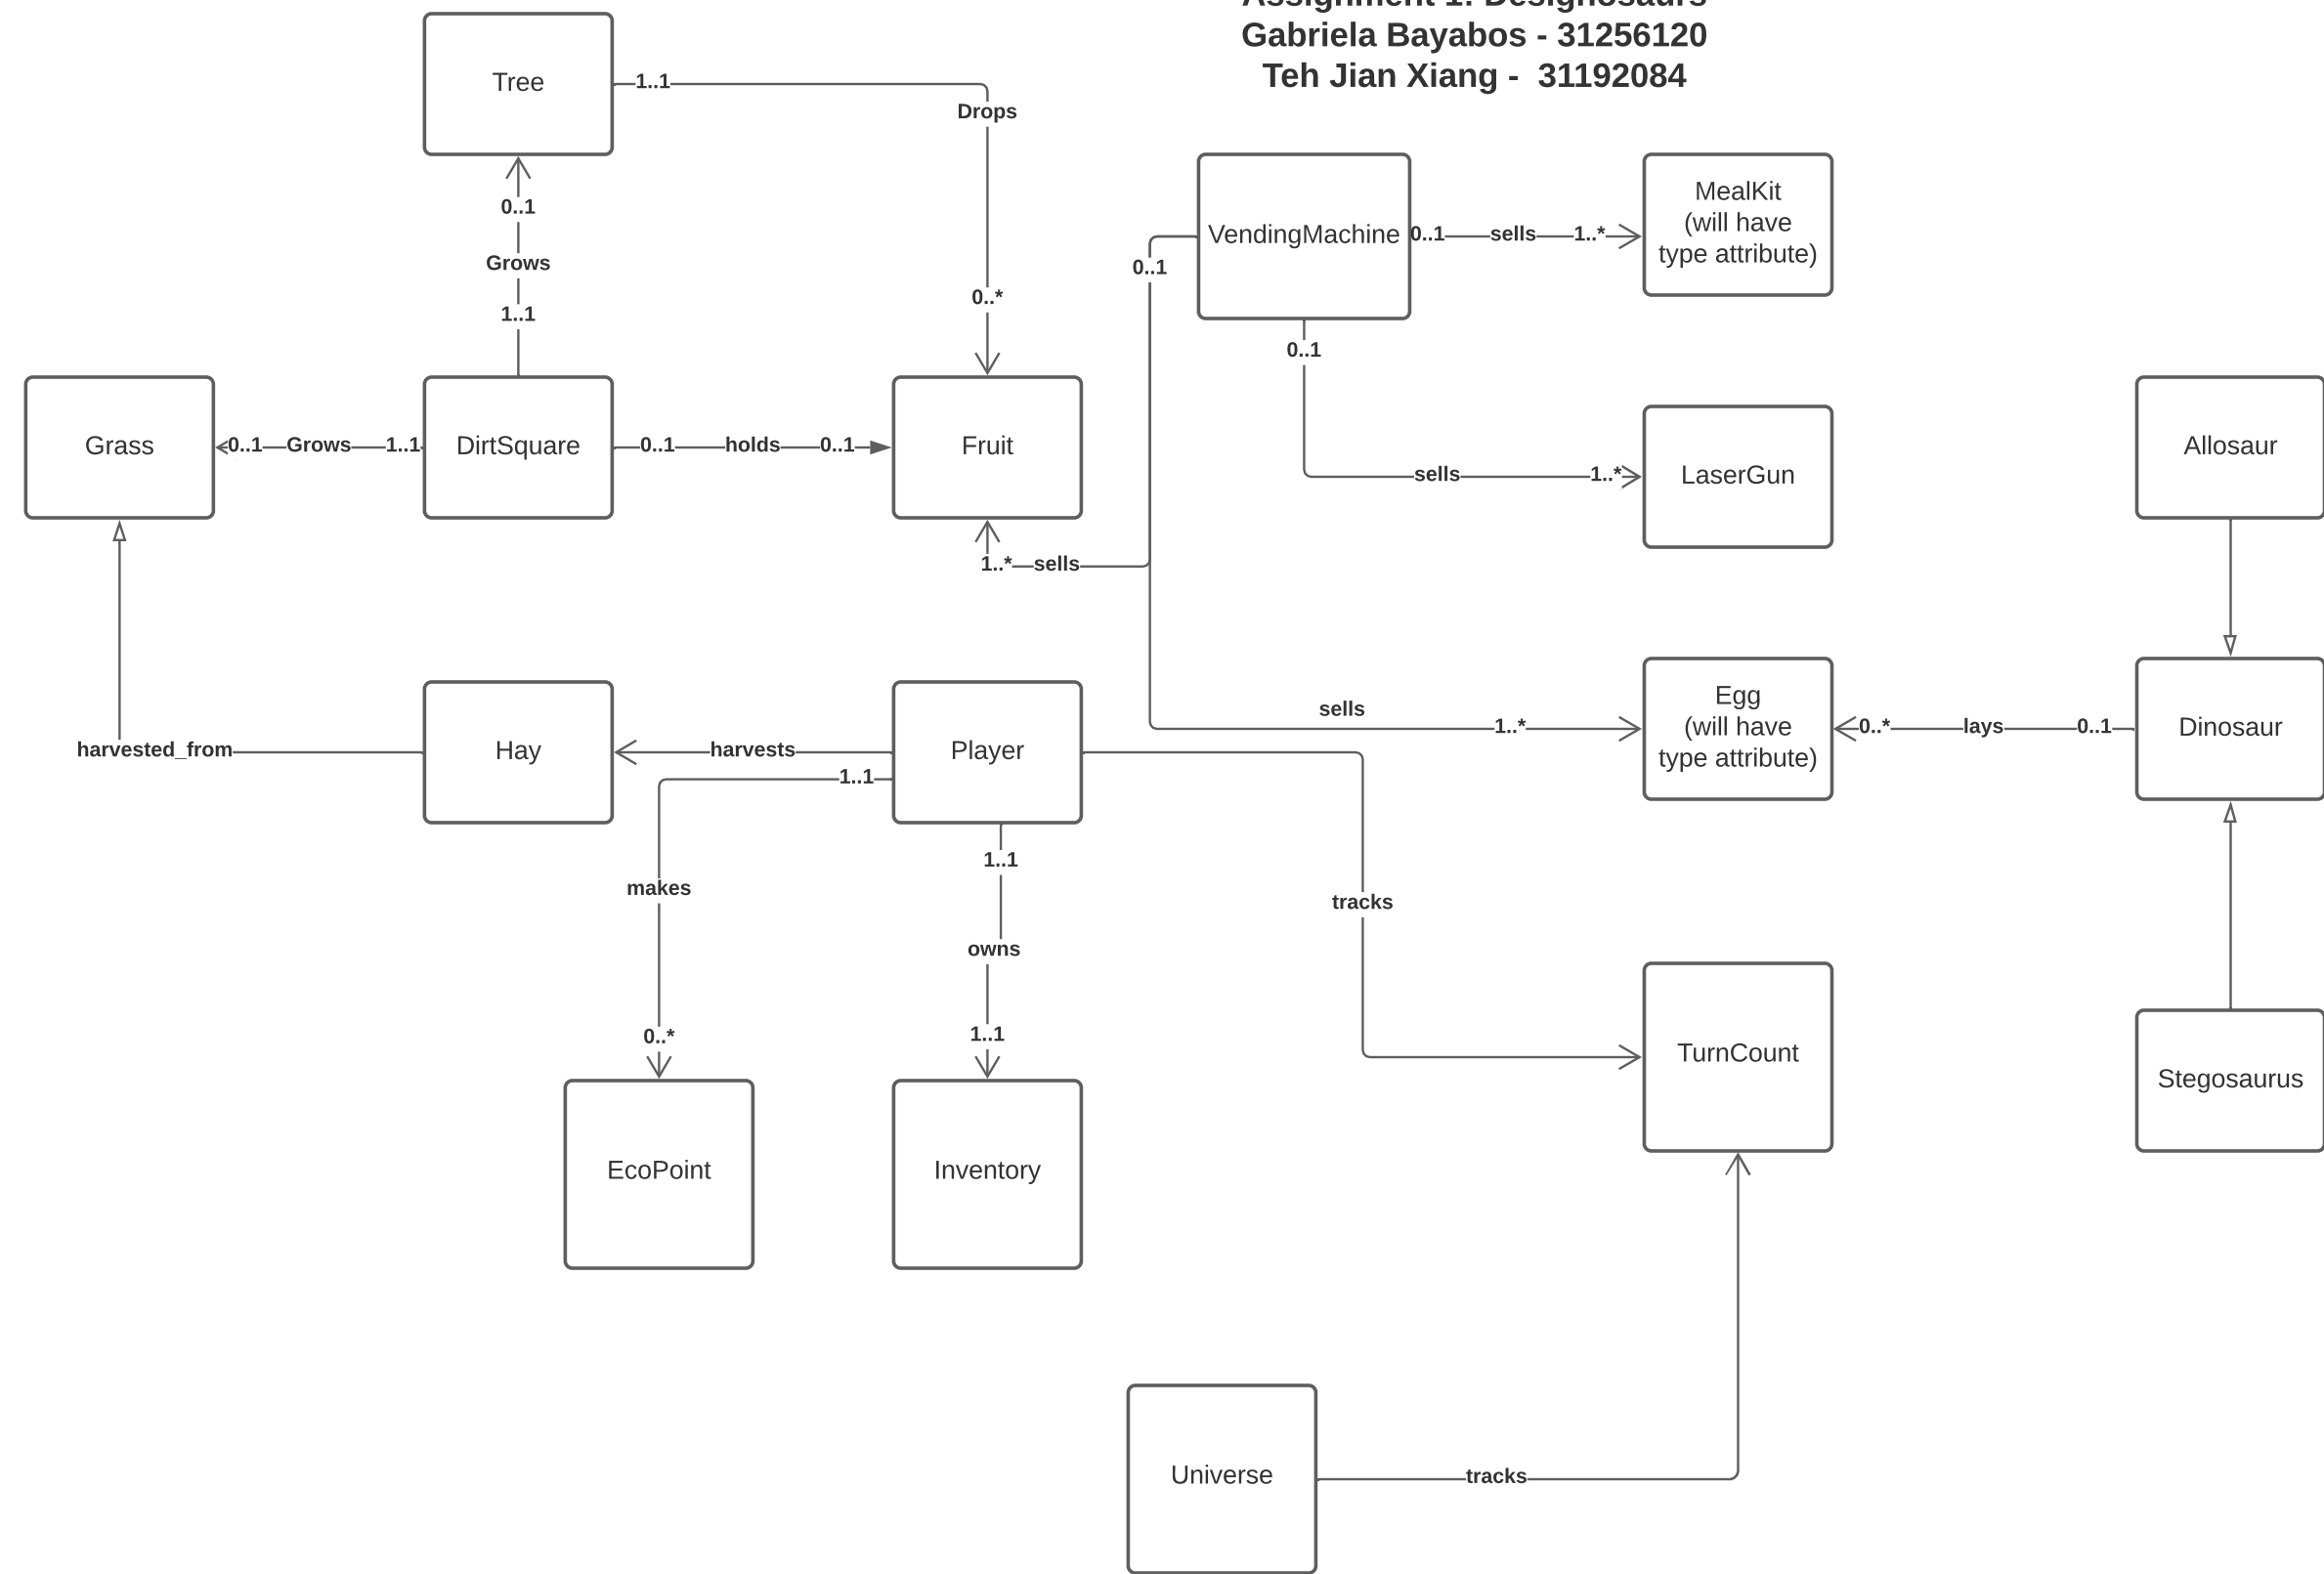 Assignment 1: Designosaurs
Gabriela Bayabos - 31256120
Teh Jian Xiang -  31192084
Tree
1..1
Drops
0..1
Grows
1..1
0..*
VendingMachine
0..1
sells
1..*
MealKit
(will have
type attribute)
0..1
0..1
Grass
0..1
Grows
1..1
DirtSquare
0..1
holds
0..1
Fruit
sells
1..*
LaserGun
Allosaur
1..*
sells
sells
1..*
Egg
(will have
type attribute)
0..*
lays
0..1
Dinosaur
harvested_from
Hay
harvests
Player
1..1
makes
0..*
1..1
owns
1..1
tracks
TurnCount
Stegosaurus
EcoPoint
Inventory
Universe
tracks